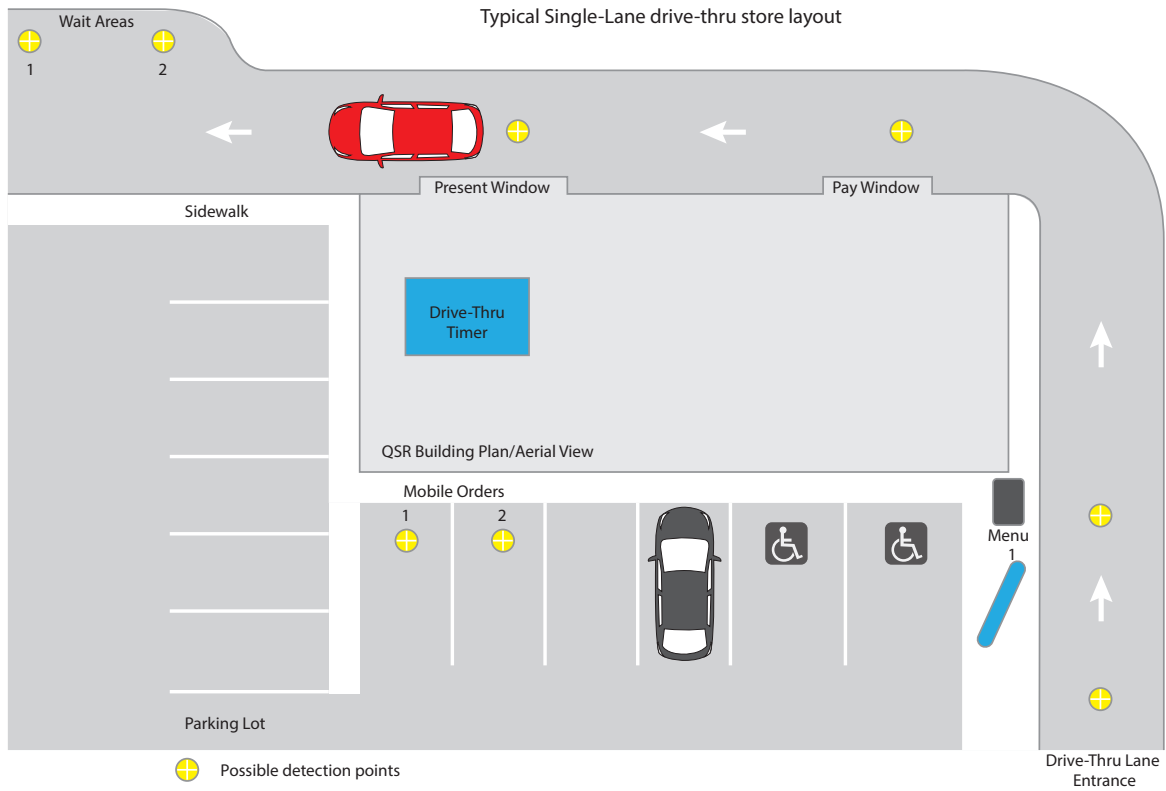 Typical Single-Lane drive-thru store layout
Wait Areas
1
2
Present Window
Pay Window
Sidewalk
Drive-Thru
Timer
QSR Building Plan/Aerial View
Mobile Orders
1
2
Menu
1
Parking Lot
Possible detection points
Drive-Thru Lane
Entrance